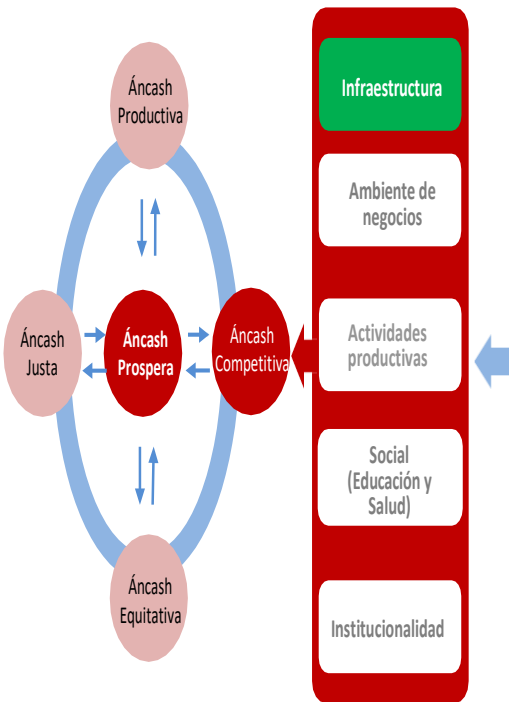 Áncash
Productiva
Áncash
Justa
Áncash
Prospera
Áncash
Competitiva
Áncash
Equitativa
Infraestructura
Ambiente de
negocios
Actividades
productivas
Social
(Educación y
Salud)
Institucionalidad